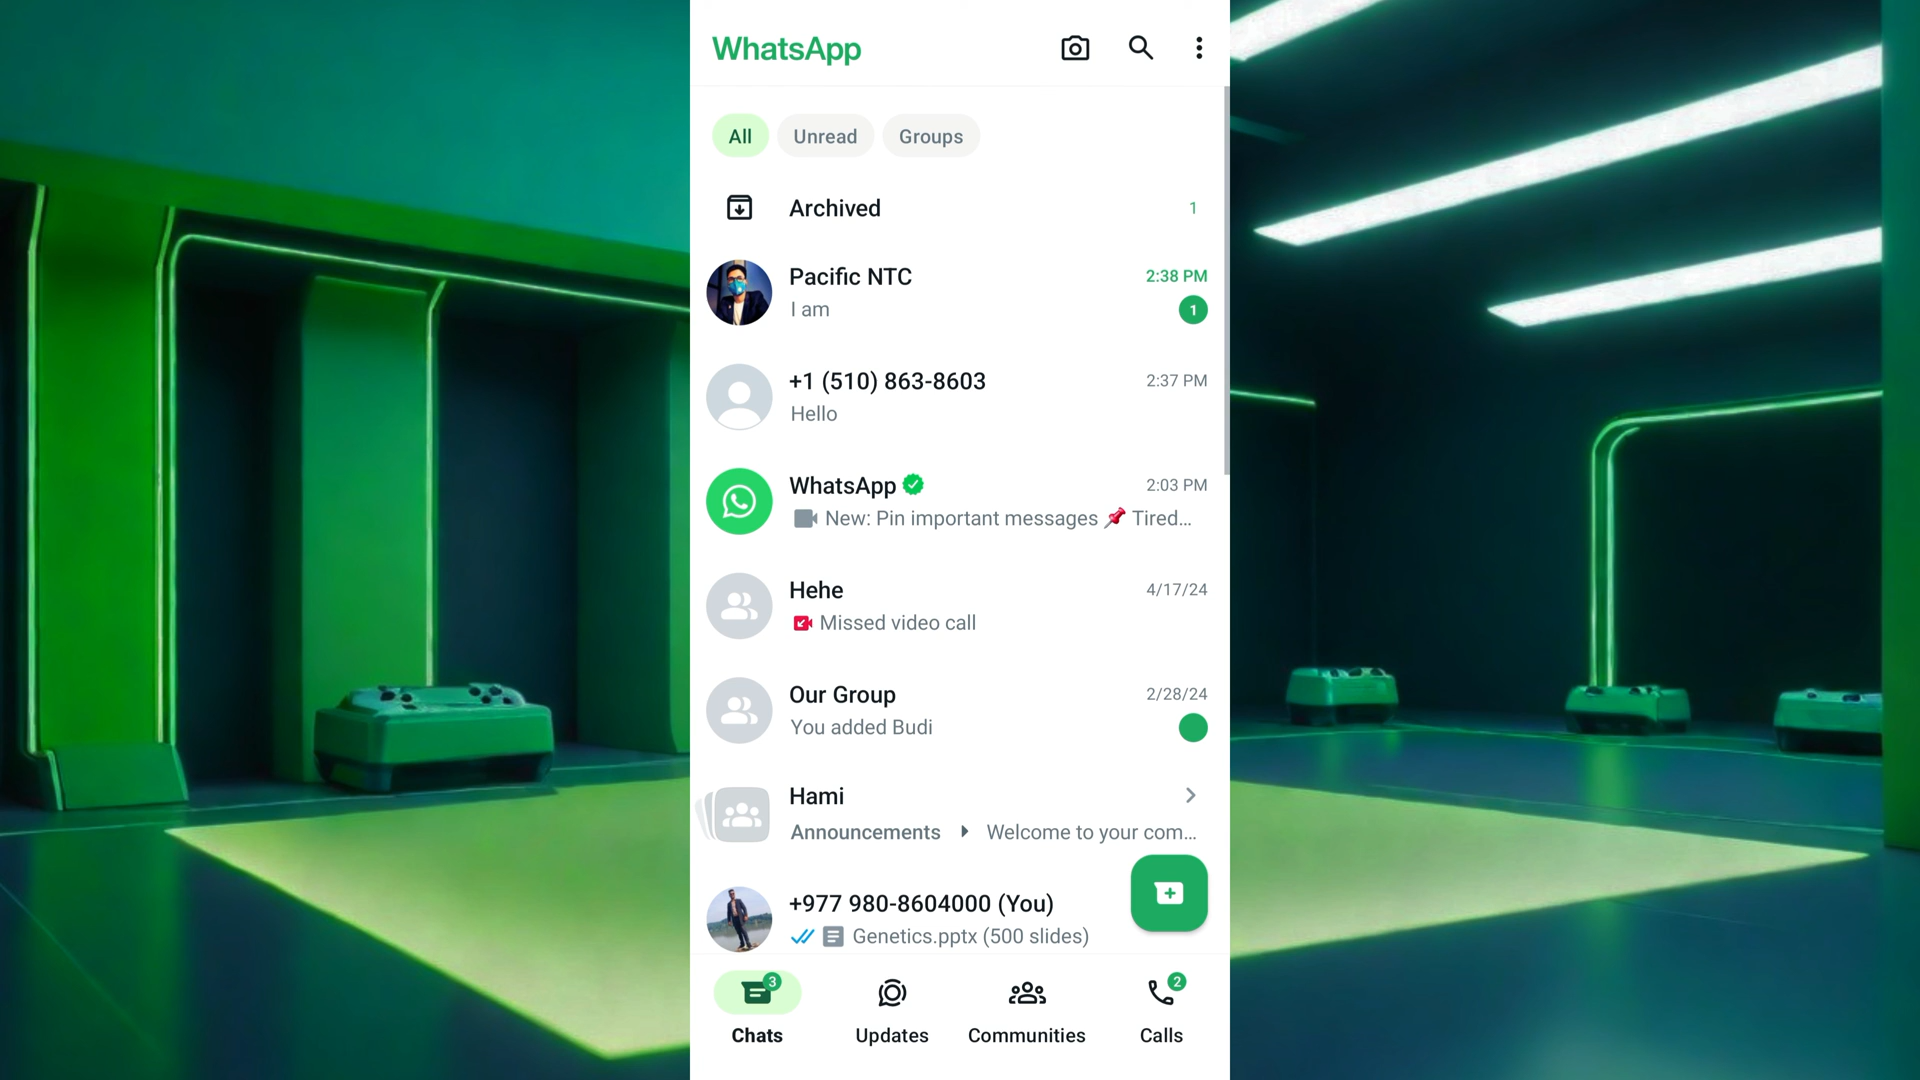 WhatsApp
All Unread Groups
Archived 1
Pacific NTC 2:38 PM
I am 1
+1 (510) 863-8603 2:37 PM
Hello
WhatsApp 2:03 PM
New: Pin important messages 📌 Tired...
Hehe 4/17/24
Missed video call
Our Group 2/28/24
You added Budi
Hami
Announcements Welcome to your com...
+977 980-8604000 (You)
Genetics.pptx (500 slides)
3 2
Chats Updates Communities Calls